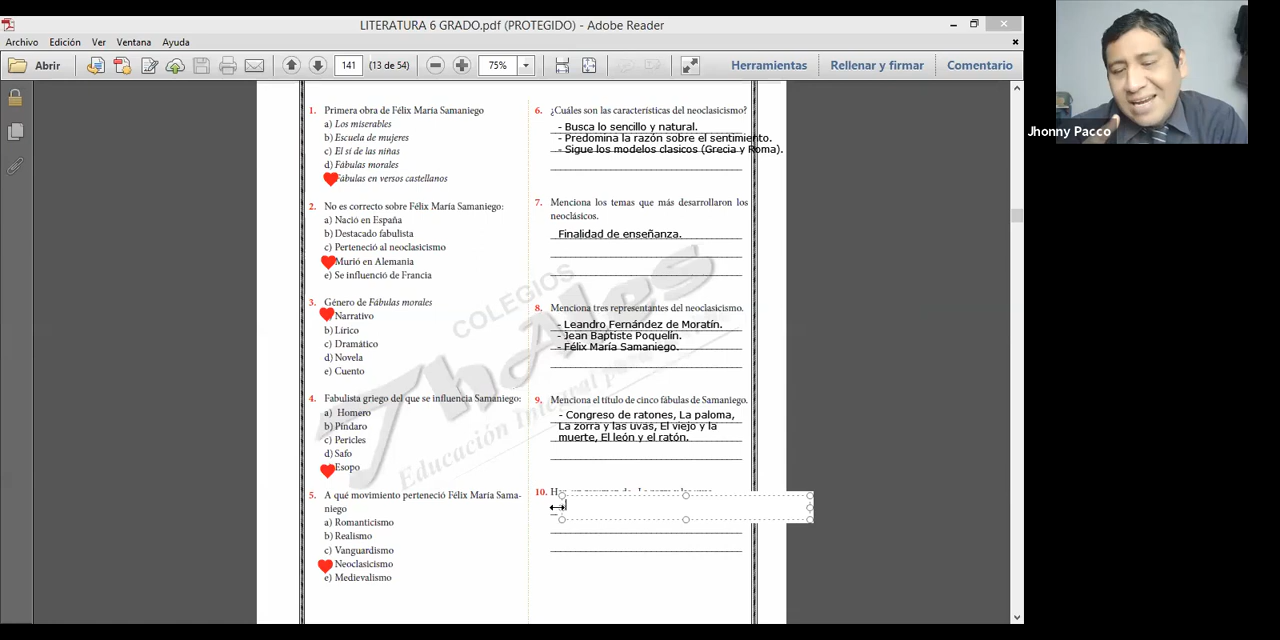 LITERATURA 6 GRADO.pdf (PROTEGIDO) - Adobe Reader
Archivo Edición Ver Ventana Ayuda
Abrir 141 (13 de 54) 75% Herramientas Rellenar y firmar Comentario
1. Primera obra de Félix María Samaniego
a) Los miserables
b) Escuela de mujeres
c) El sí de las niñas
d) Fábulas morales
Fábulas en versos castellanos
2. No es correcto sobre Félix María Samaniego:
a) Nació en España
b) Destacado fabulista
c) Perteneció al neoclasicismo
Murió en Alemania
e) Se influenció de Francia
3. Género de Fábulas morales
Narrativo
b) Lírico
c) Dramático
d) Novela
e) Cuento
4. Fabulista griego del que se influencia Samaniego:
a) Homero
b) Píndaro
c) Pericles
d) Safo
Esopo
5. A qué movimiento perteneció Félix María Sama-
niego
a) Romanticismo
b) Realismo
c) Vanguardismo
Neoclasicismo
e) Medievalismo
6. ¿Cuáles son las características del neoclasicismo?
- Busca lo sencillo y natural.
- Predomina la razón sobre el sentimiento.
- Sigue los modelos clasicos (Grecia y Roma).
7. Menciona los temas que más desarrollaron los
neoclásicos.
Finalidad de enseñanza.
8. Menciona tres representantes del neoclasicismo.
- Leandro Fernández de Moratín.
- Jean Baptiste Poquelín.
- Félix María Samaniego.
9. Menciona el título de cinco fábulas de Samaniego.
- Congreso de ratones, La paloma,
La zorra y las uvas, El viejo y la
muerte, El león y el ratón.
10.
COLEGIOS
ThAles
Educación Integral
Jhonny Pacco